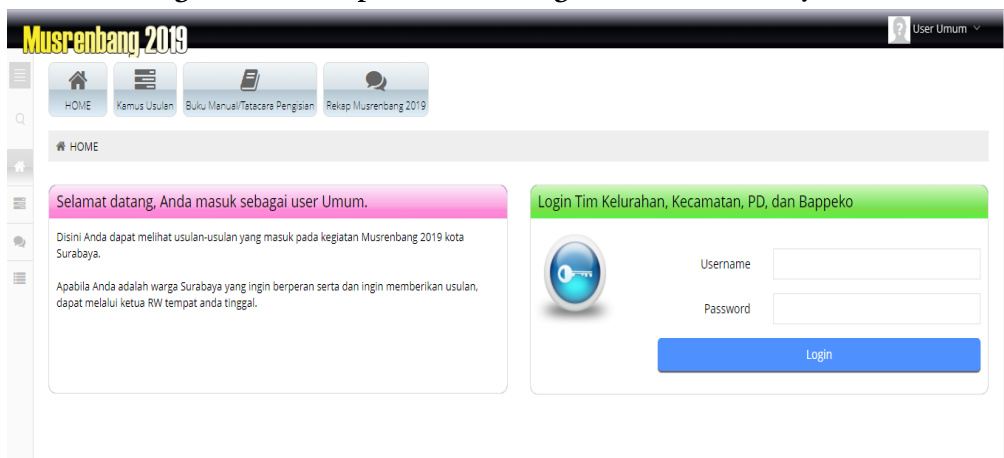 Musrenbang 2019
User Umum
HOME
Kamus Usulan
Buku Manual/Tatacara Pengisian
Rekap Musrenbang 2019
HOME
Selamat datang, Anda masuk sebagai user Umum.
Disini Anda dapat melihat usulan-usulan yang masuk pada kegiatan Musrenbang 2019 kota
Surabaya.
Apabila Anda adalah warga Surabaya yang ingin berperan serta dan ingin memberikan usulan,
dapat melalui ketua RW tempat anda tinggal.
Login Tim Kelurahan, Kecamatan, PD, dan Bappeko
Username
Password
Login